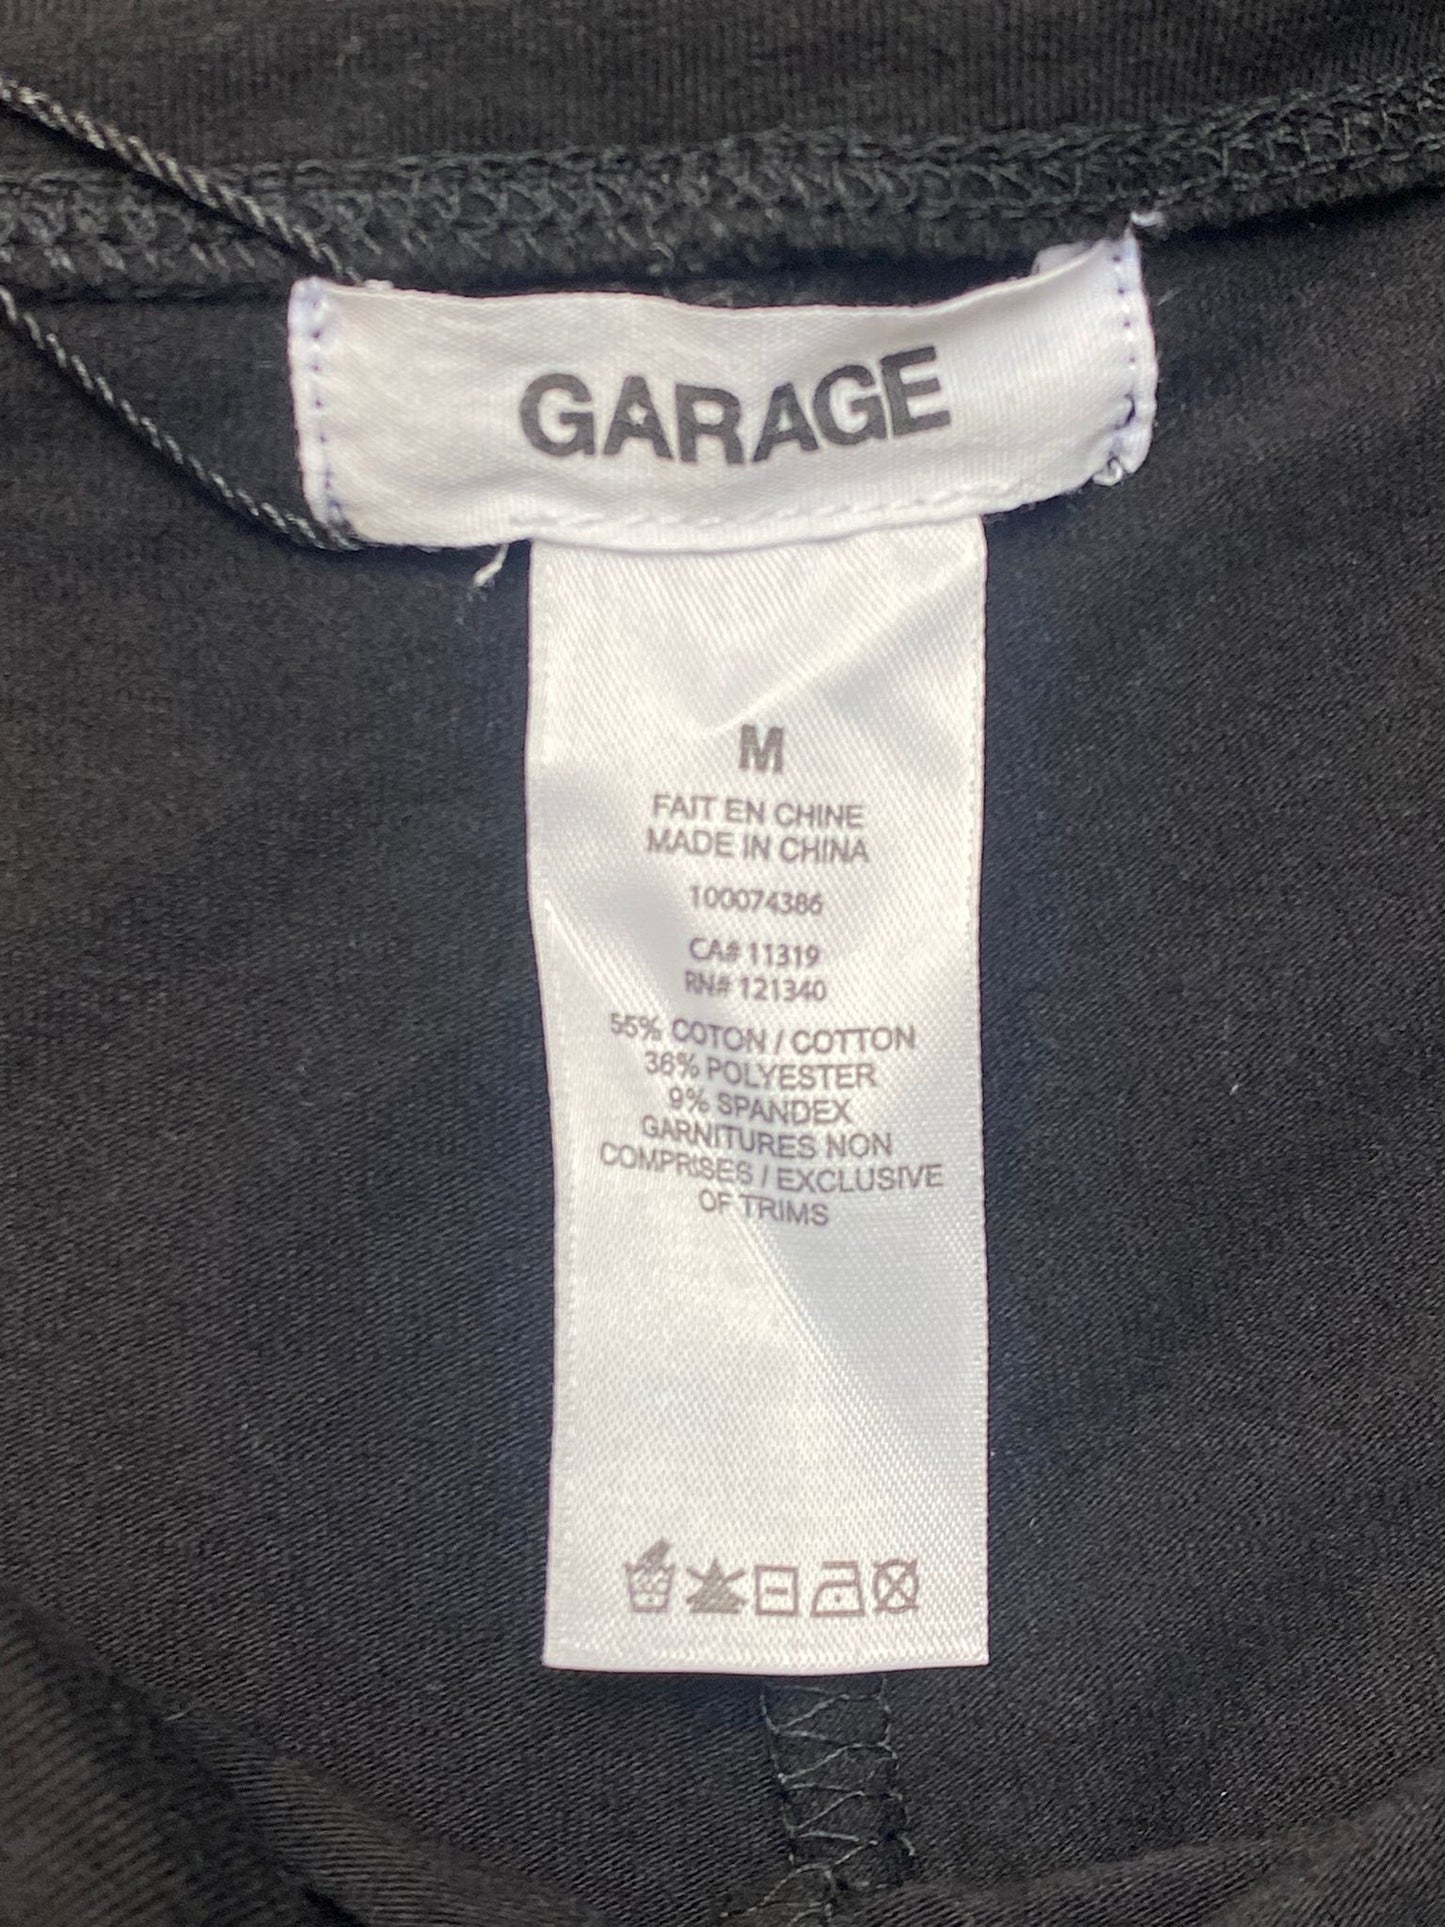 GARAGE
M
FAIT EN CHINE
MADE IN CHINA
100074386
CA# 11319
RN# 121340
55% COTON / COTTON
36% POLYESTER
9% SPANDEX
GARNITURES NON
COMPRISES / EXCLUSIVE
OF TRIMS